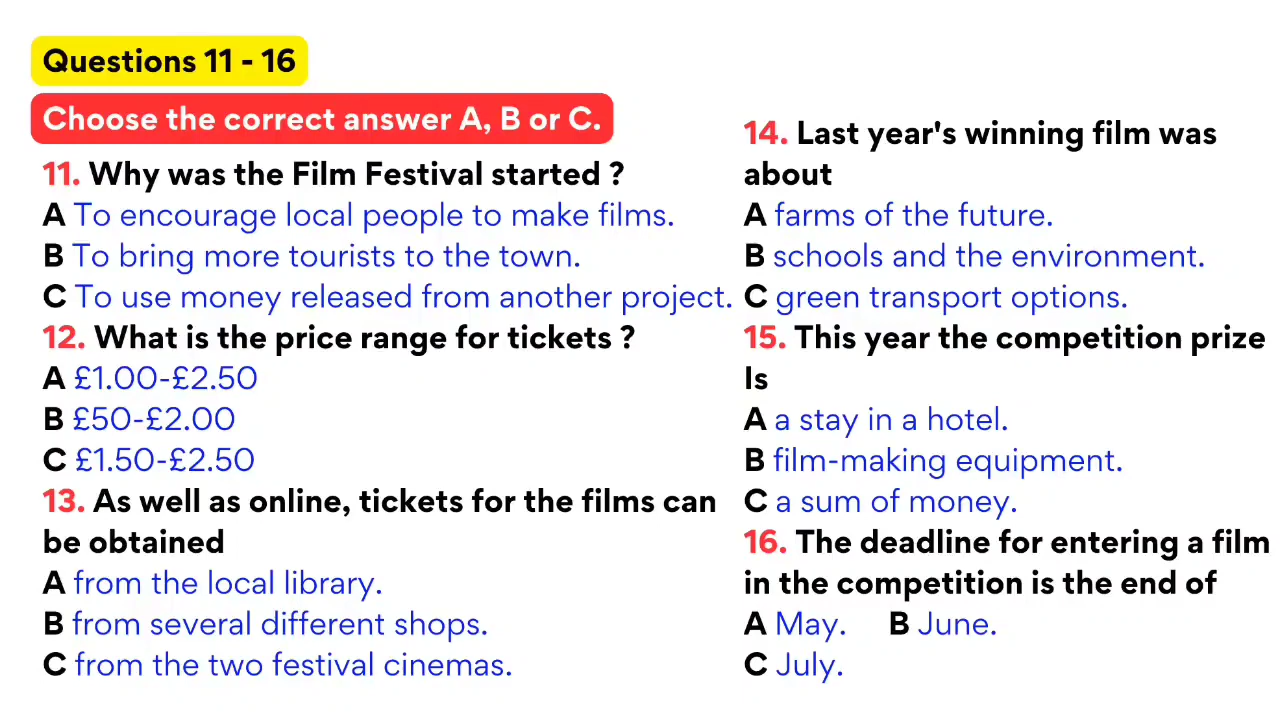 Questions 11 - 16
Choose the correct answer A, B or C.
11. Why was the Film Festival started ?
A To encourage local people to make films.
B To bring more tourists to the town.
C To use money released from another project.
12. What is the price range for tickets ?
A £1.00-£2.50
B £50-£2.00
C £1.50-£2.50
13. As well as online, tickets for the films can
be obtained
A from the local library.
B from several different shops.
C from the two festival cinemas.
14. Last year's winning film was
about
A farms of the future.
B schools and the environment.
C green transport options.
15. This year the competition prize
Is
A a stay in a hotel.
B film-making equipment.
C a sum of money.
16. The deadline for entering a film
in the competition is the end of
A May. B June.
C July.